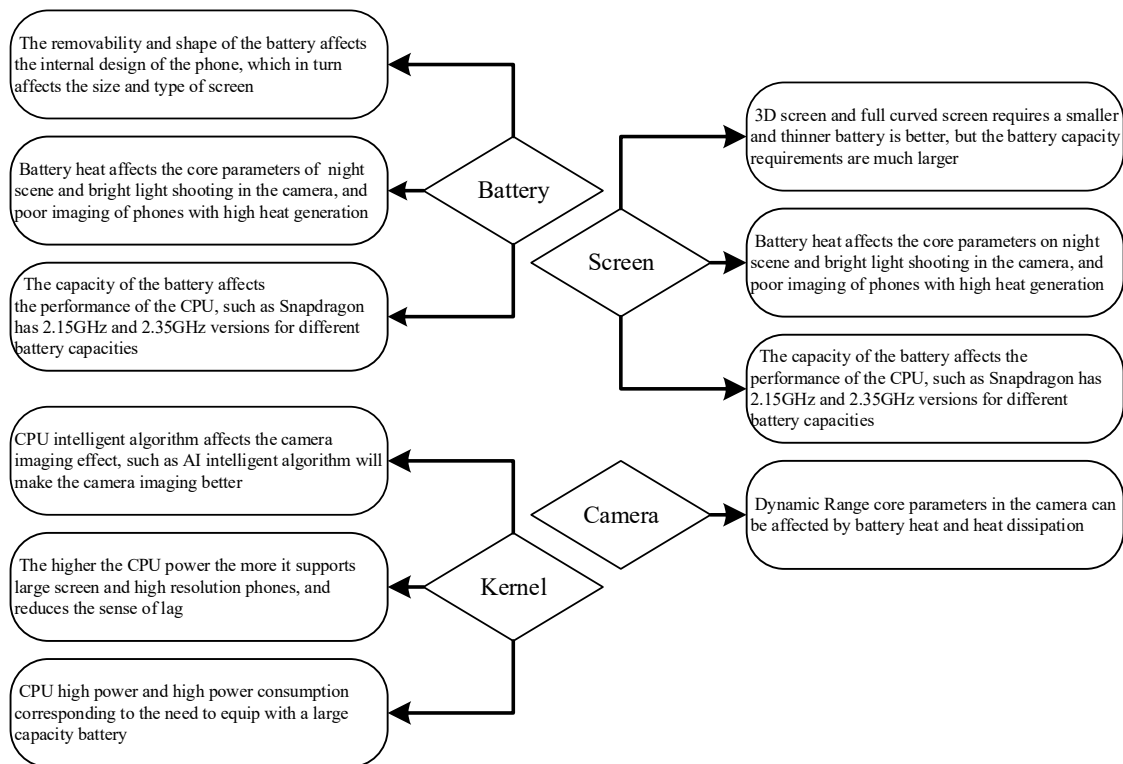 The removability and shape of the battery affects
the internal design of the phone, which in turn
affects the size and type of screen
Battery heat affects the core parameters of night
scene and bright light shooting in the camera, and
poor imaging of phones with high heat generation
The capacity of the battery affects
the performance of the CPU, such as Snapdragon
has 2.15GHz and 2.35GHz versions for different
battery capacities
Battery
3D screen and full curved screen requires a smaller
and thinner battery is better, but the battery capacity
requirements are much larger
Battery heat affects the core parameters on night
scene and bright light shooting in the camera, and
poor imaging of phones with high heat generation
The capacity of the battery affects the
performance of the CPU, such as Snapdragon has
2.15GHz and 2.35GHz versions for different
battery capacities
Screen
CPU intelligent algorithm affects the camera
imaging effect, such as AI intelligent algorithm will
make the camera imaging better
The higher the CPU power the more it supports
large screen and high resolution phones, and
reduces the sense of lag
CPU high power and high power consumption
corresponding to the need to equip with a large
capacity battery
Kernel
Camera
Dynamic Range core parameters in the camera can
be affected by battery heat and heat dissipation